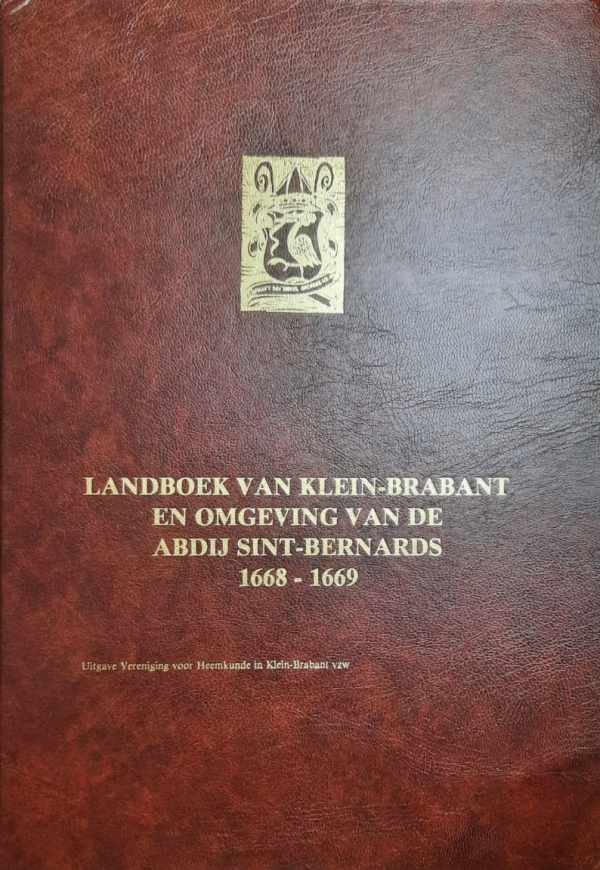 LANDBOEK VAN KLEIN-BRABANT
EN OMGEVING VAN DE
ABDIJ SINT-BERNARDS
1668 - 1669
Uitgave Vereniging voor Heemkunde in Klein-Brabant vzw